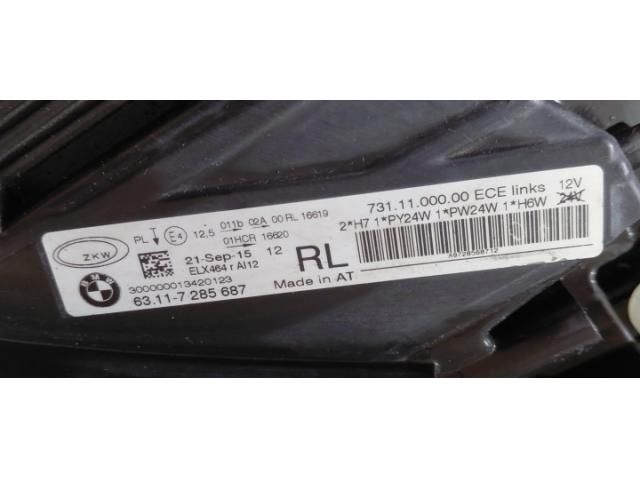 731.11.000.00 ECE links 12V
2*H7 1*PY24W 1*PW24W 1*H6W 24V
PL E4 12,5 011b 02A 00 RL 16619
01HCR 16620
ZKW
21-Sep-15 12
ELX464 r AI12
RL
Made in AT
BMW
300000013420123
63.11-7 285 687